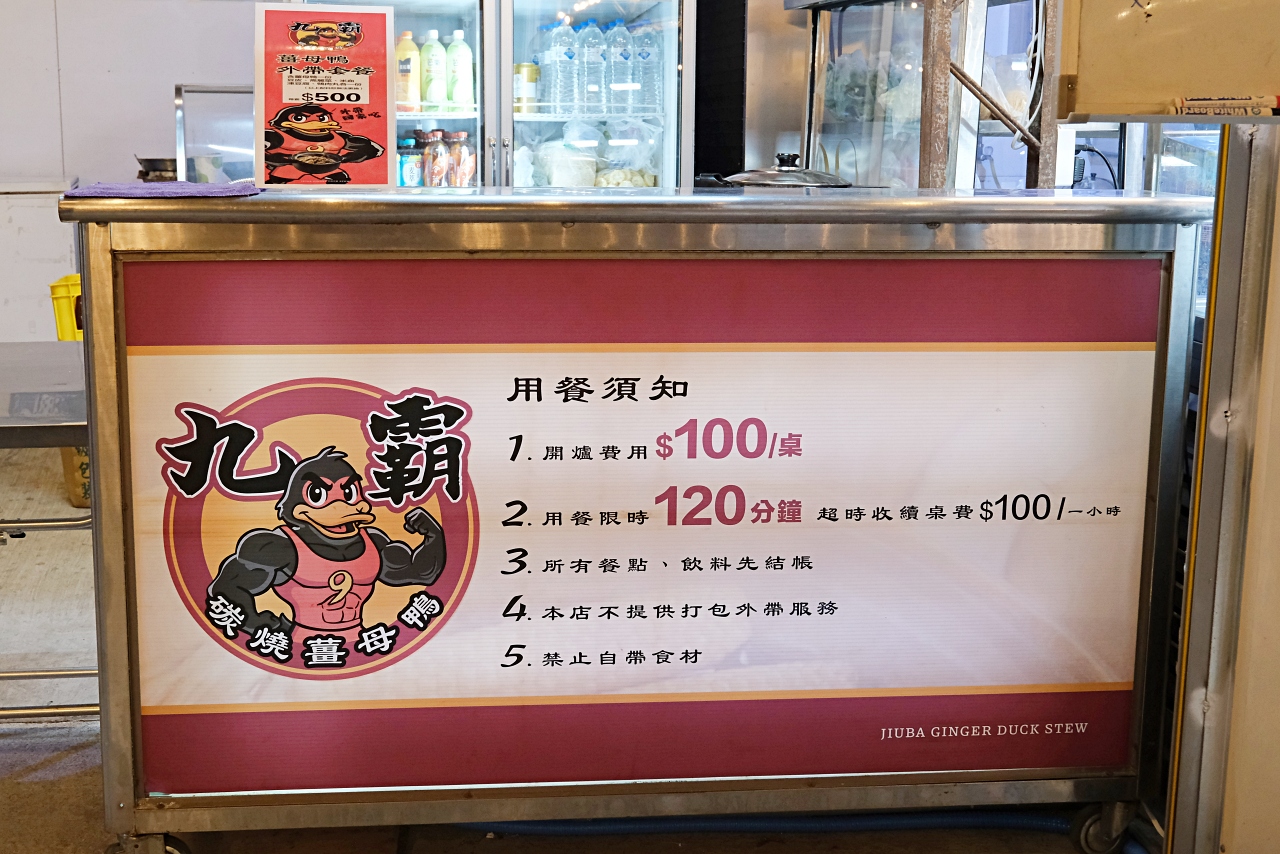 九霸
薑母鴨
外帶套餐
$500
九霸
9
碳燒薑母鴨
用餐須知
1. 開爐費用 $100/桌
2. 用餐限時 120分鐘 超時收續桌費 $100/一小時
3. 所有餐點、飲料先結帳
4. 本店不提供打包外帶服務
5. 禁止自帶食材
JIUBA GINGER DUCK STEW